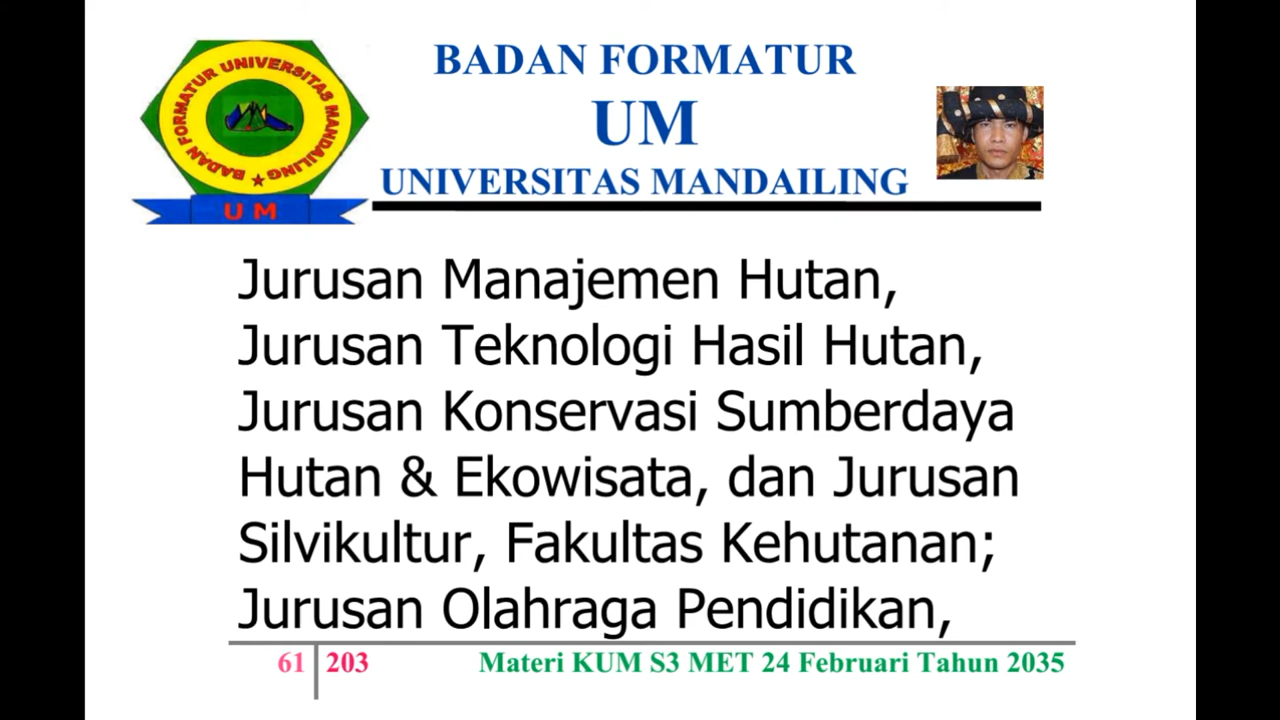 BADAN FORMATUR UNIVERSITAS MANDAILING
U M
BADAN FORMATUR
UM
UNIVERSITAS MANDAILING
Jurusan Manajemen Hutan,
Jurusan Teknologi Hasil Hutan,
Jurusan Konservasi Sumberdaya
Hutan & Ekowisata, dan Jurusan
Silvikultur, Fakultas Kehutanan;
Jurusan Olahraga Pendidikan,
61 203 Materi KUM S3 MET 24 Februari Tahun 2035